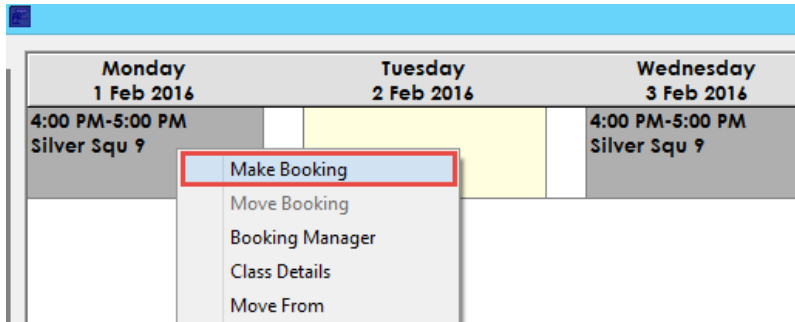 Monday
1 Feb 2016
Tuesday
2 Feb 2016
Wednesday
3 Feb 2016
4:00 PM-5:00 PM
Silver Squ 9
4:00 PM-5:00 PM
Silver Squ 9
Make Booking
Move Booking
Booking Manager
Class Details
Move From